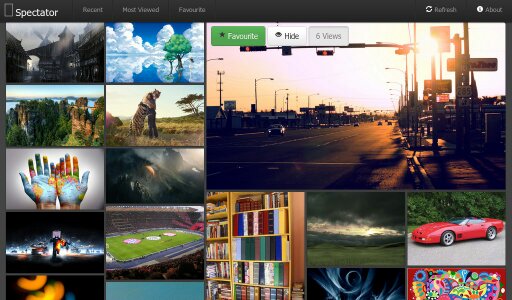 Spectator
Recent
Most Viewed
Favourite
Refresh
About
Favourite
Hide
6 Views